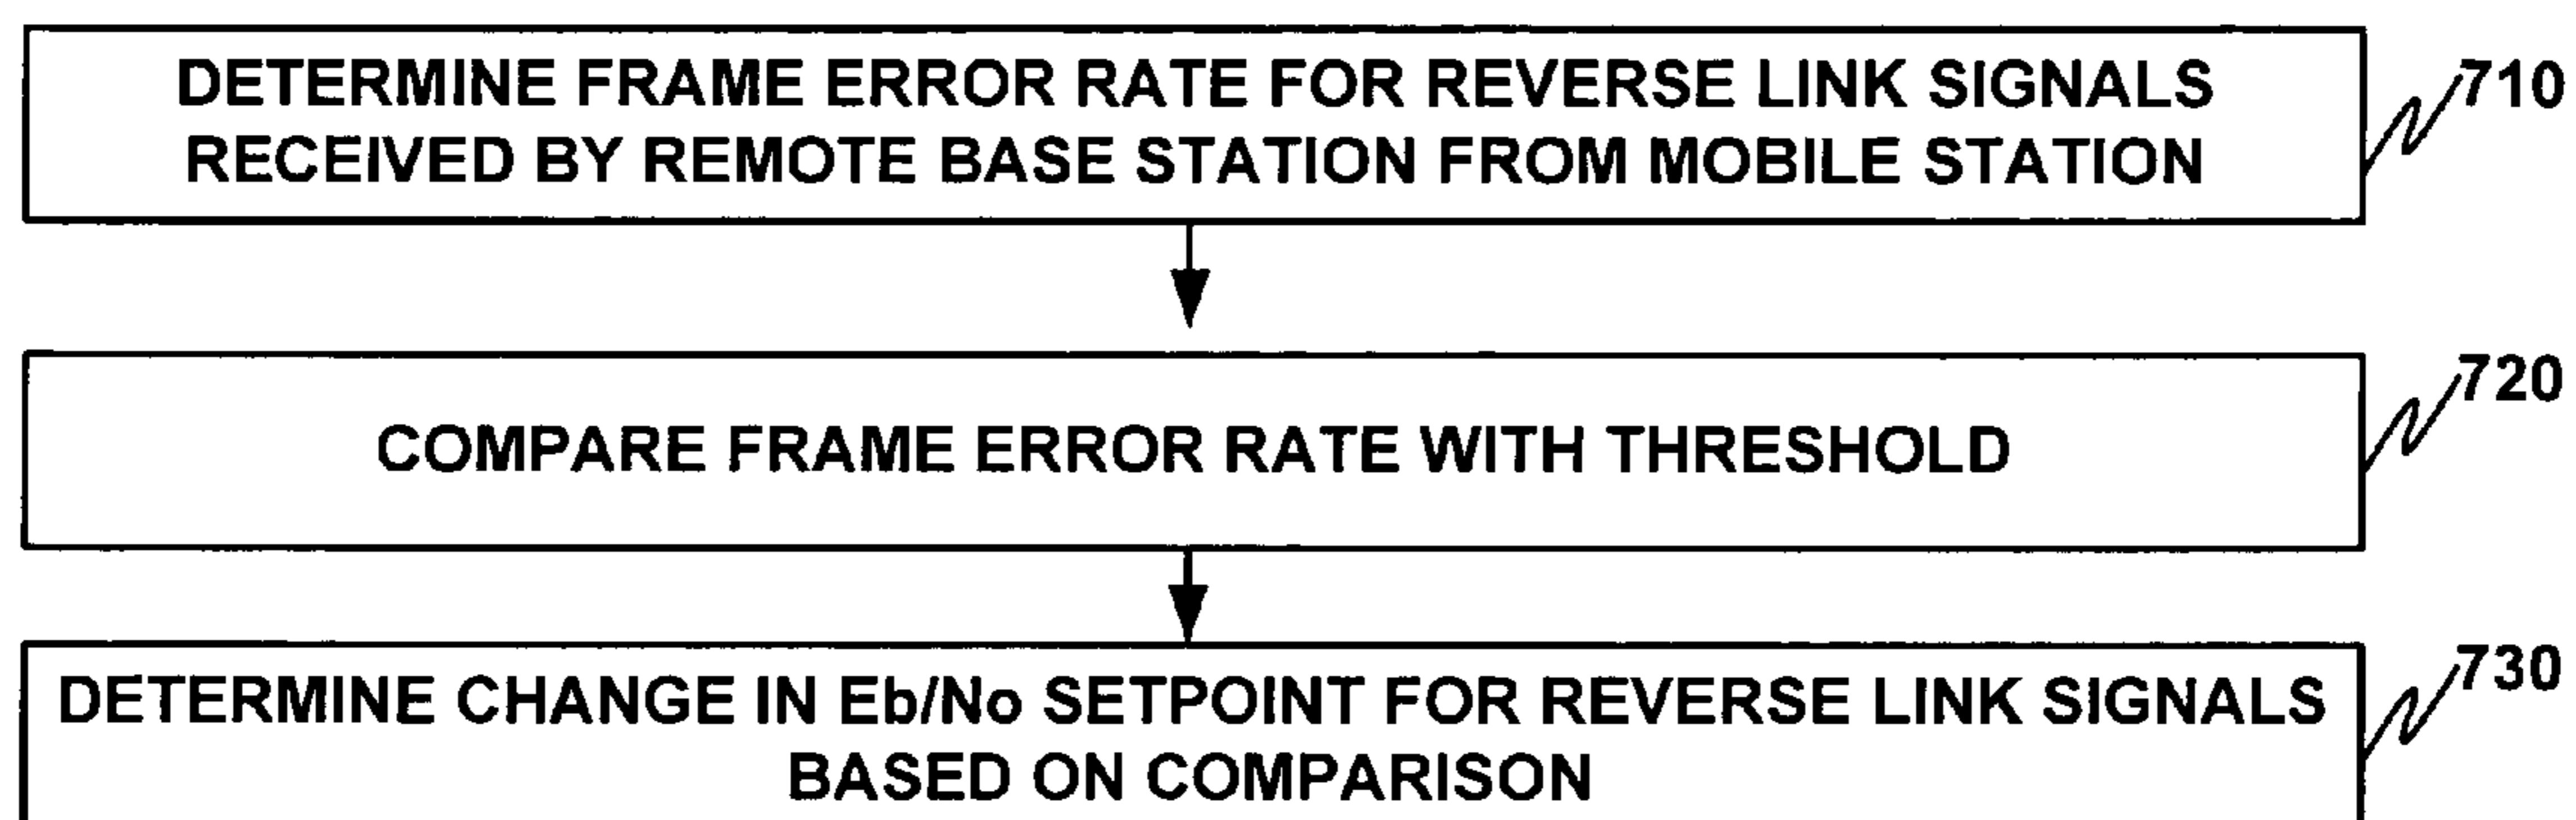 DETERMINE FRAME ERROR RATE FOR REVERSE LINK SIGNALS
RECEIVED BY REMOTE BASE STATION FROM MOBILE STATION
710
COMPARE FRAME ERROR RATE WITH THRESHOLD
720
DETERMINE CHANGE IN Eb/No SETPOINT FOR REVERSE LINK SIGNALS
BASED ON COMPARISON
730